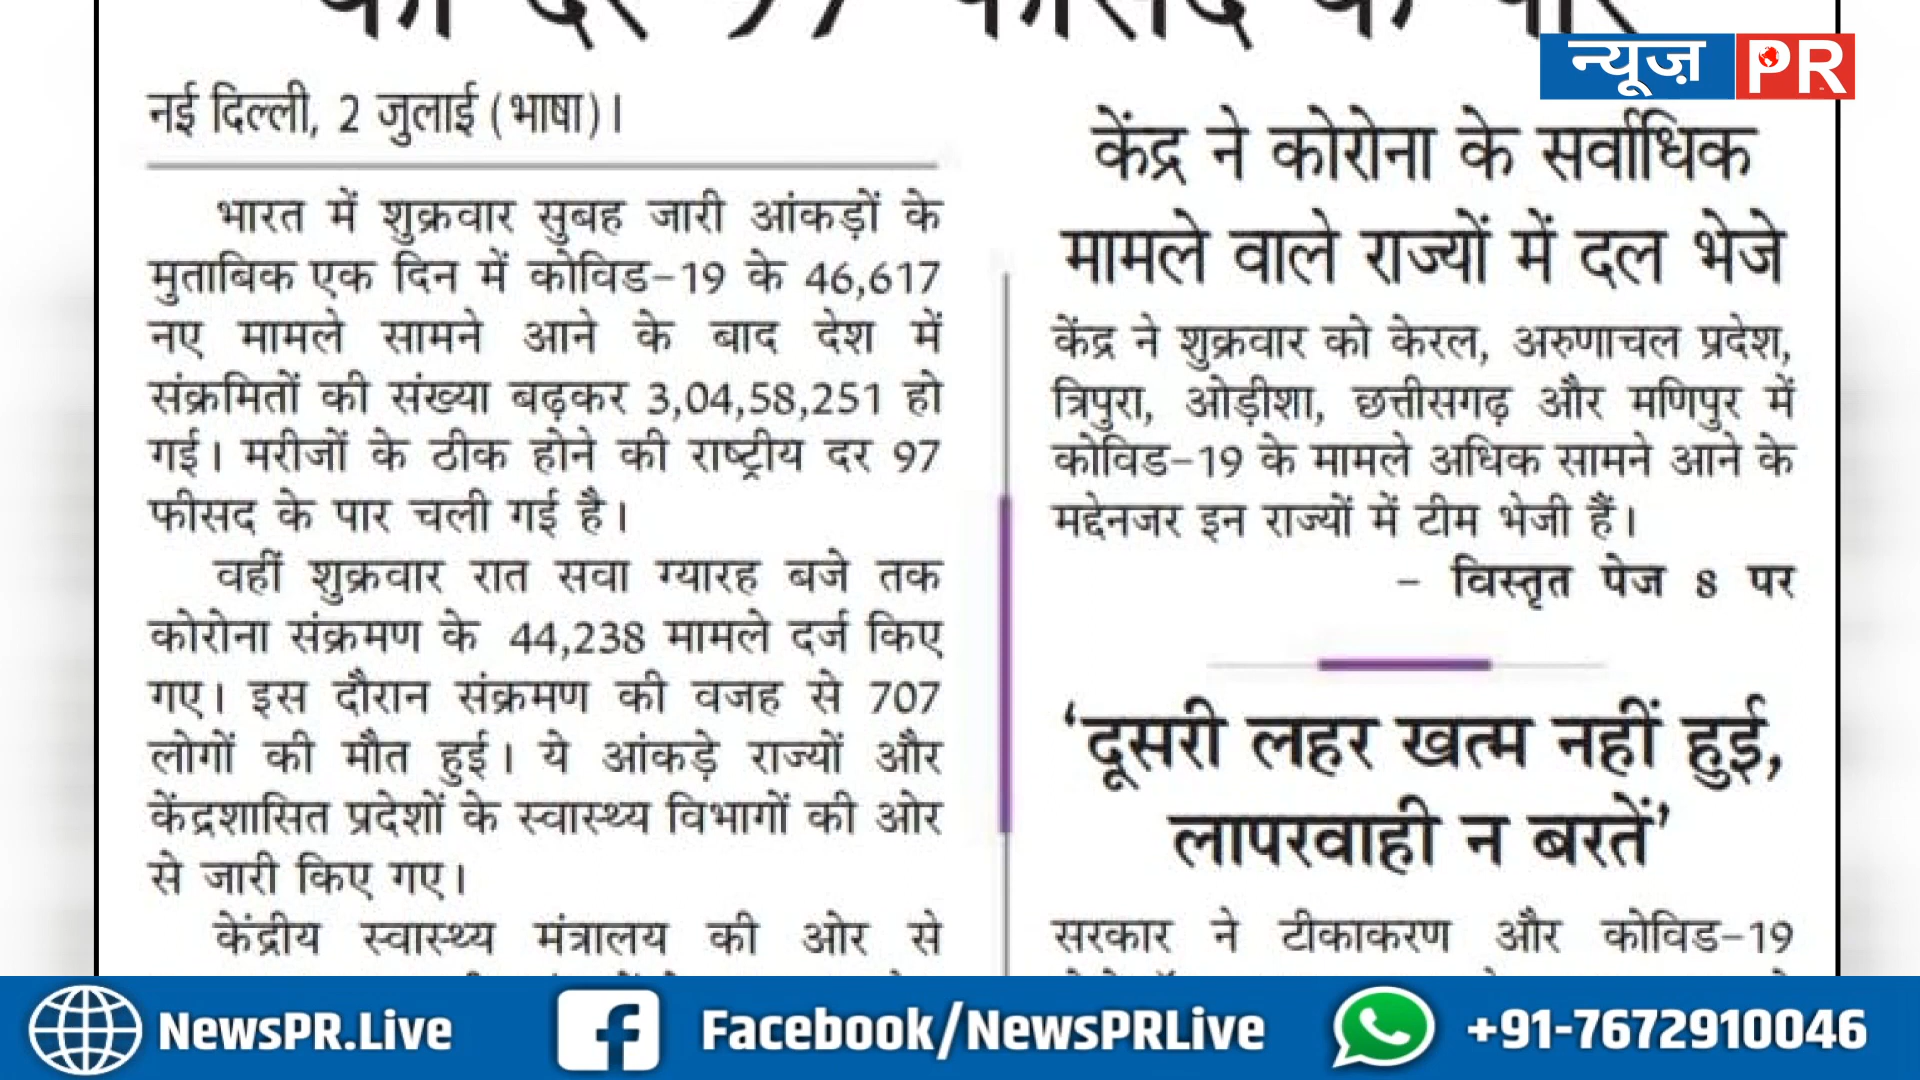 की दर 97 फीसद के पार
न्यूज़ PR
नई दिल्ली, 2 जुलाई (भाषा)।
भारत में शुक्रवार सुबह जारी आंकड़ों के
मुताबिक एक दिन में कोविड-19 के 46,617
नए मामले सामने आने के बाद देश में
संक्रमितों की संख्या बढ़कर 3,04,58,251 हो
गई। मरीजों के ठीक होने की राष्ट्रीय दर 97
फीसद के पार चली गई है।
वहीं शुक्रवार रात सवा ग्यारह बजे तक
कोरोना संक्रमण के 44,238 मामले दर्ज किए
गए। इस दौरान संक्रमण की वजह से 707
लोगों की मौत हुई। ये आंकड़े राज्यों और
केंद्रशासित प्रदेशों के स्वास्थ्य विभागों की ओर
से जारी किए गए।
केंद्रीय स्वास्थ्य मंत्रालय की ओर से
केंद्र ने कोरोना के सर्वाधिक
मामले वाले राज्यों में दल भेजे
केंद्र ने शुक्रवार को केरल, अरुणाचल प्रदेश,
त्रिपुरा, ओड़ीशा, छत्तीसगढ़ और मणिपुर में
कोविड-19 के मामले अधिक सामने आने के
मद्देनजर इन राज्यों में टीम भेजी हैं।
- विस्तृत पेज 8 पर
‘दूसरी लहर खत्म नहीं हुई,
लापरवाही न बरतें’
सरकार ने टीकाकरण और कोविड-19
NewsPR.Live
Facebook/NewsPRLive
+91-7672910046